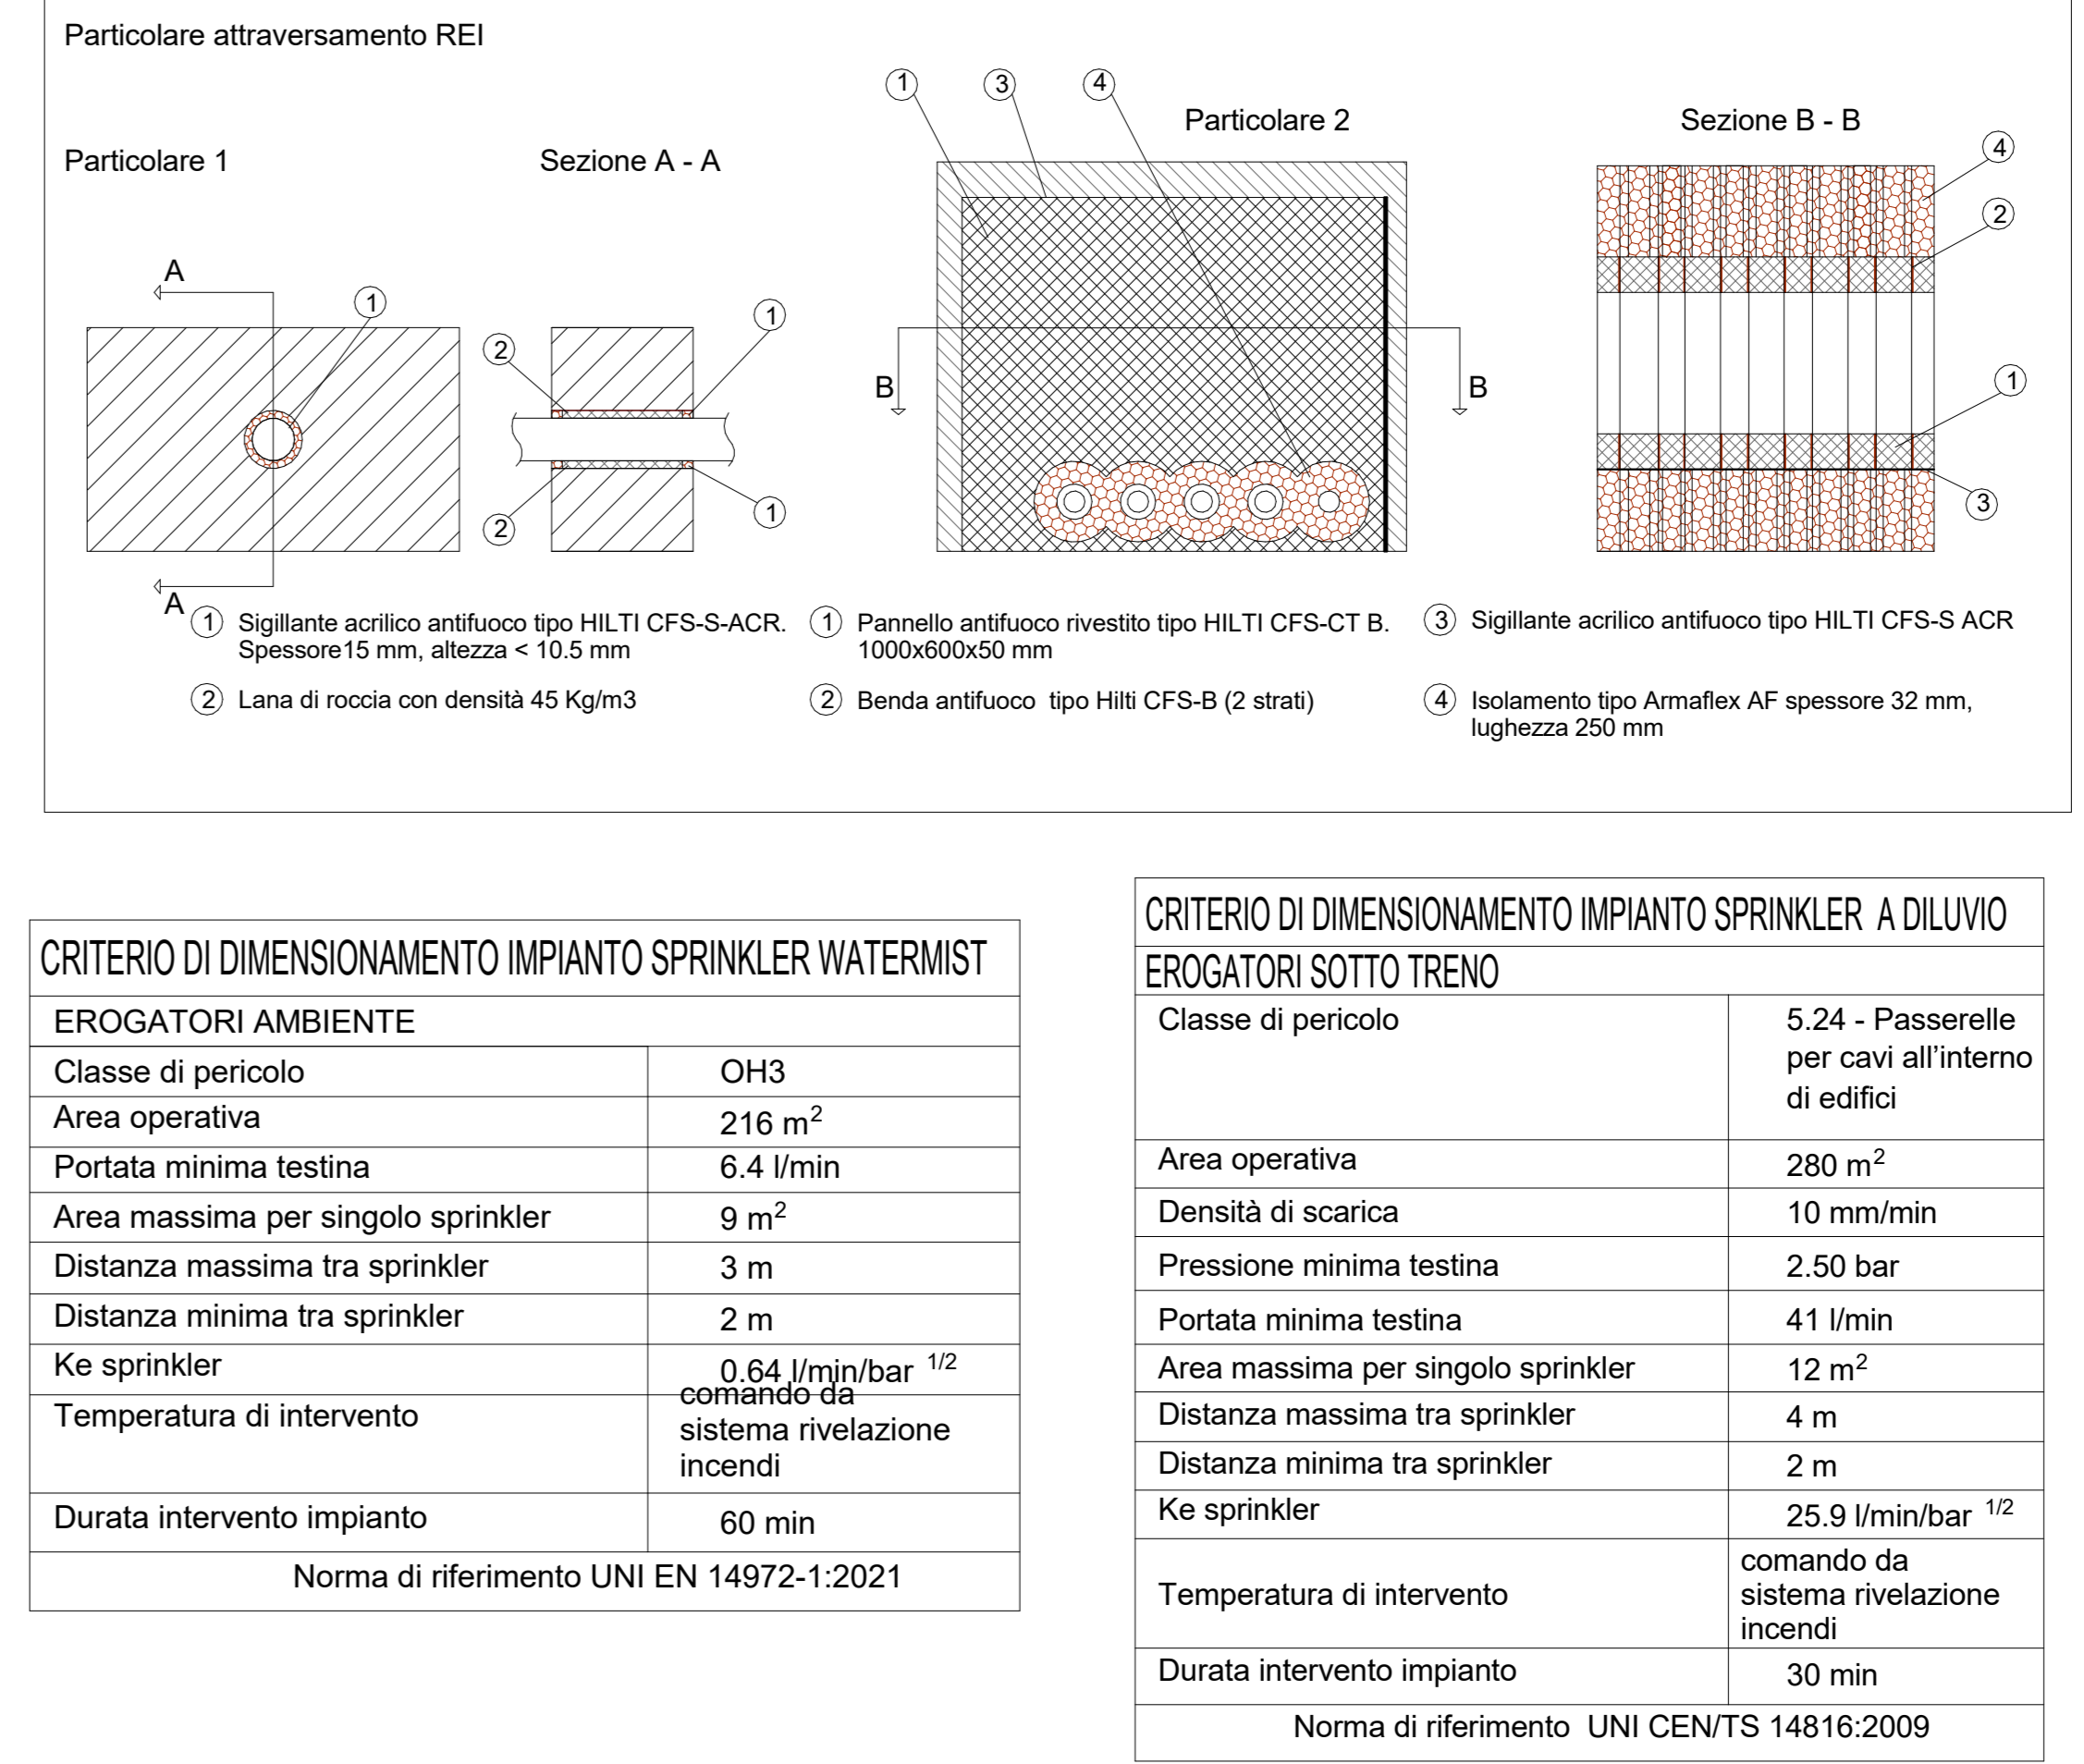 Particolare attraversamento REI
Particolare 1
Sezione A - A
Particolare 2
Sezione B - B
1
3
4
4
2
1
3
A
A
1
2
2
1
1
B
B
1 Sigillante acrilico antifuoco tipo HILTI CFS-S-ACR.
Spessore15 mm, altezza < 10.5 mm
2 Lana di roccia con densità 45 Kg/m3
1 Pannello antifuoco rivestito tipo HILTI CFS-CT B.
1000x600x50 mm
2 Benda antifuoco tipo Hilti CFS-B (2 strati)
3 Sigillante acrilico antifuoco tipo HILTI CFS-S ACR
4 Isolamento tipo Armaflex AF spessore 32 mm,
lughezza 250 mm
CRITERIO DI DIMENSIONAMENTO IMPIANTO SPRINKLER WATERMIST
EROGATORI AMBIENTE
Classe di pericolo OH3
Area operativa 216 m²
Portata minima testina 6.4 l/min
Area massima per singolo sprinkler 9 m²
Distanza massima tra sprinkler 3 m
Distanza minima tra sprinkler 2 m
Ke sprinkler 0.64 l/min/bar 1/2
Temperatura di intervento comando da
sistema rivelazione
incendi
Durata intervento impianto 60 min
Norma di riferimento UNI EN 14972-1:2021
CRITERIO DI DIMENSIONAMENTO IMPIANTO SPRINKLER A DILUVIO
EROGATORI SOTTO TRENO
Classe di pericolo 5.24 - Passerelle
per cavi all'interno
di edifici
Area operativa 280 m²
Densità di scarica 10 mm/min
Pressione minima testina 2.50 bar
Portata minima testina 41 l/min
Area massima per singolo sprinkler 12 m²
Distanza massima tra sprinkler 4 m
Distanza minima tra sprinkler 2 m
Ke sprinkler 25.9 l/min/bar 1/2
Temperatura di intervento comando da
sistema rivelazione
incendi
Durata intervento impianto 30 min
Norma di riferimento UNI CEN/TS 14816:2009